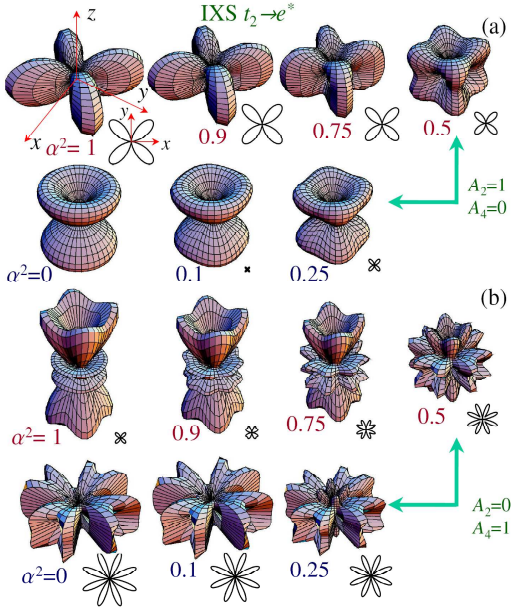 IXS t₂→e*
(a)
z
y
x
y
x
α²= 1
0.9
0.75
0.5
A₂=1
A₄=0
α²=0
0.1
0.25
(b)
α²= 1
0.9
0.75
0.5
A₂=0
A₄=1
α²=0
0.1
0.25